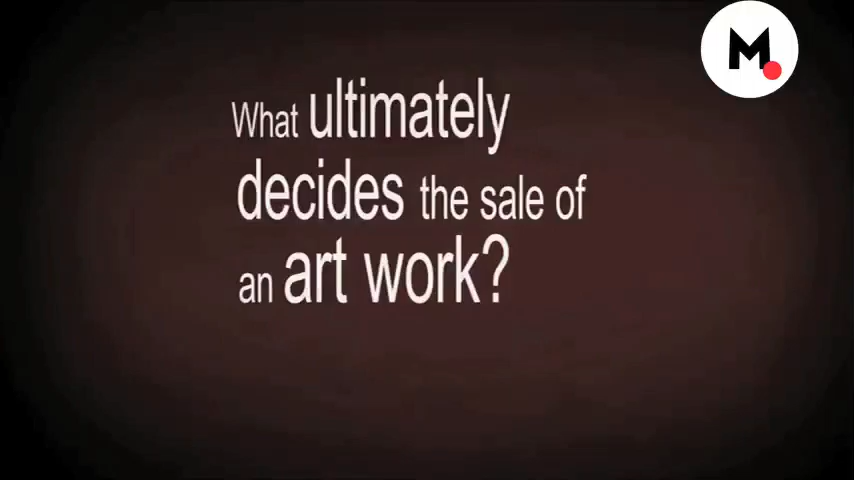 M.
What ultimately
decides the sale of
an art work?